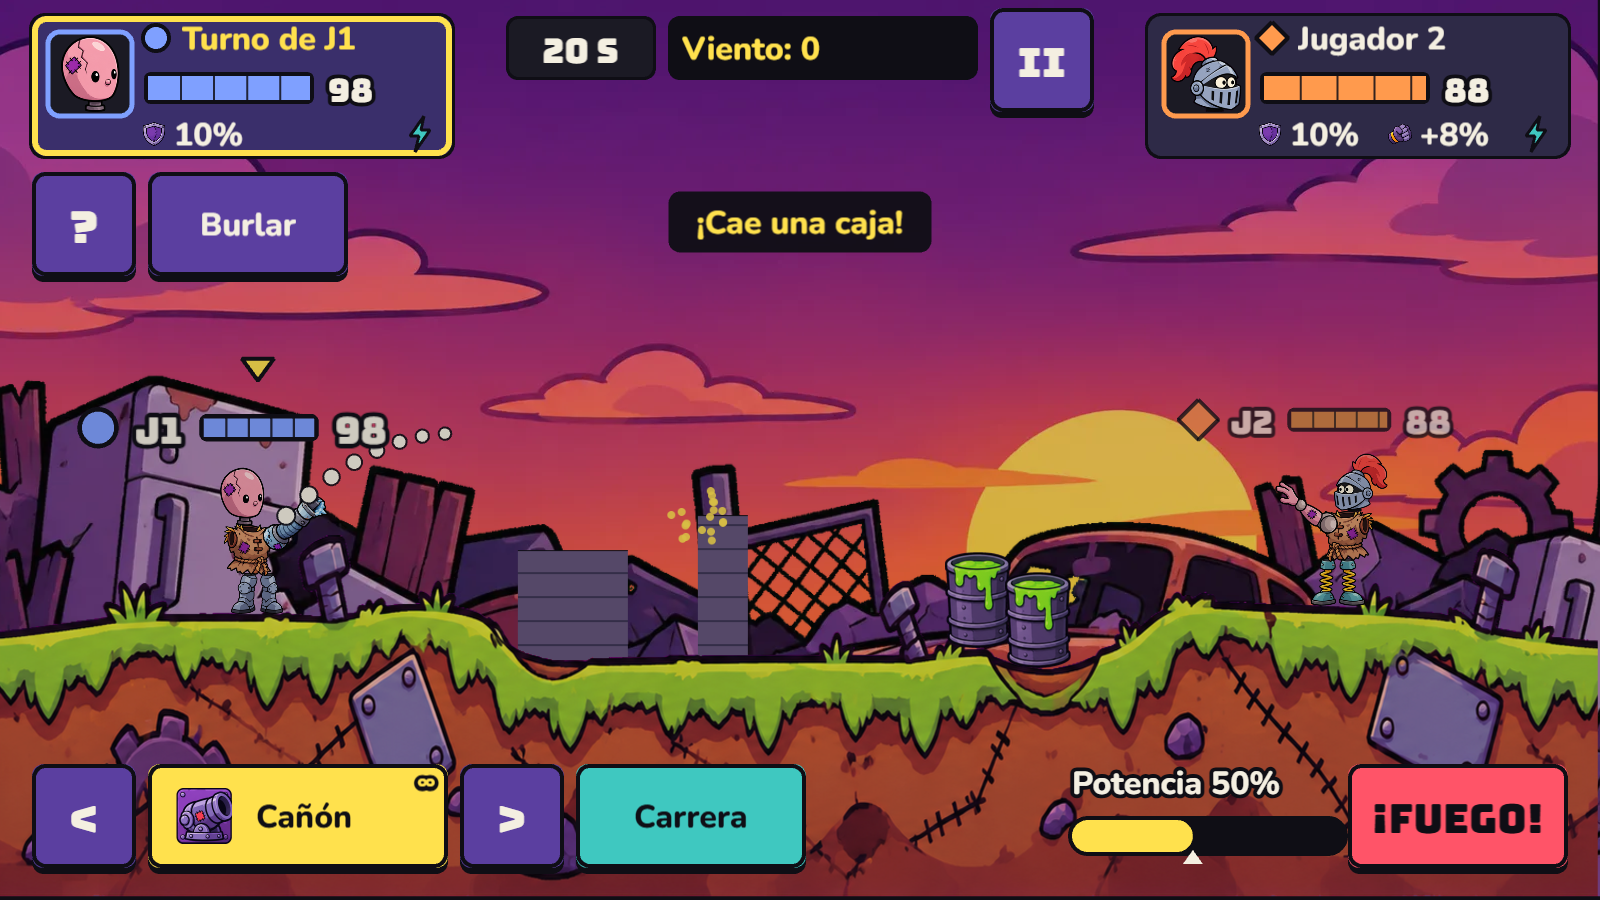 Turno de J1
98
10%
20 S
Viento: 0
II
Jugador 2
88
10%
+8%
?
Burlar
¡Cae una caja!
J1
98
J2
88
<
Cañón
∞
>
Carrera
Potencia 50%
¡FUEGO!